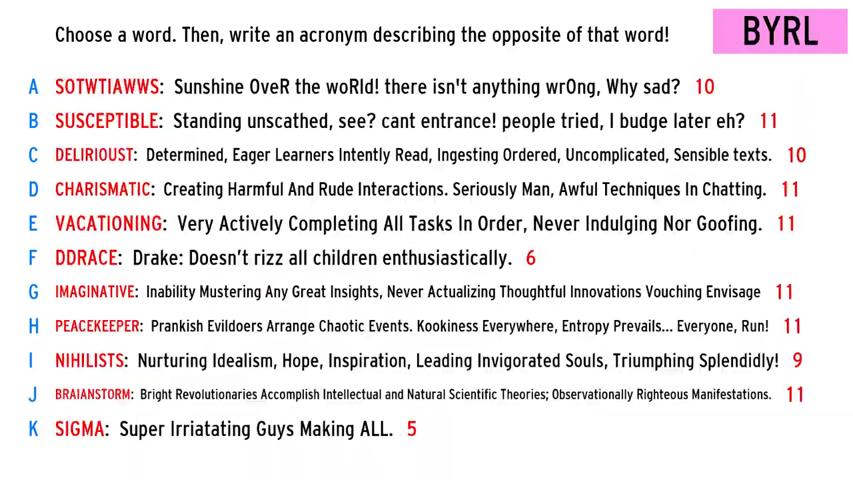 Choose a word. Then, write an acronym describing the opposite of that word!
BYRL
A SOTWTIAWWS: Sunshine OveR the woRld! there isn't anything wrOng, Why sad? 10
B SUSCEPTIBLE: Standing unscathed, see? cant entrance! people tried, I budge later eh? 11
C DELIRIOUST: Determined, Eager Learners Intently Read, Ingesting Ordered, Uncomplicated, Sensible texts. 10
D CHARISMATIC: Creating Harmful And Rude Interactions. Seriously Man, Awful Techniques In Chatting. 11
E VACATIONING: Very Actively Completing All Tasks In Order, Never Indulging Nor Goofing. 11
F DDRACE: Drake: Doesn't rizz all children enthusiastically. 6
G IMAGINATIVE: Inability Mustering Any Great Insights, Never Actualizing Thoughtful Innovations Vouching Envisage 11
H PEACEKEEPER: Prankish Evildoers Arrange Chaotic Events. Kookiness Everywhere, Entropy Prevails... Everyone, Run! 11
I NIHILISTS: Nurturing Idealism, Hope, Inspiration, Leading Invigorated Souls, Triumphing Splendidly! 9
J BRAIANSTORM: Bright Revolutionaries Accomplish Intellectual and Natural Scientific Theories; Observationally Righteous Manifestations. 11
K SIGMA: Super Irriatating Guys Making ALL. 5